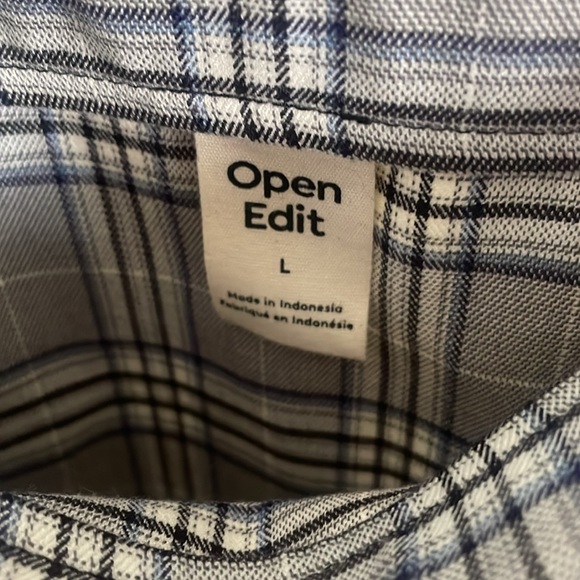 Open
Edit
L
Made in Indonesia
Fabriqué en Indonésie